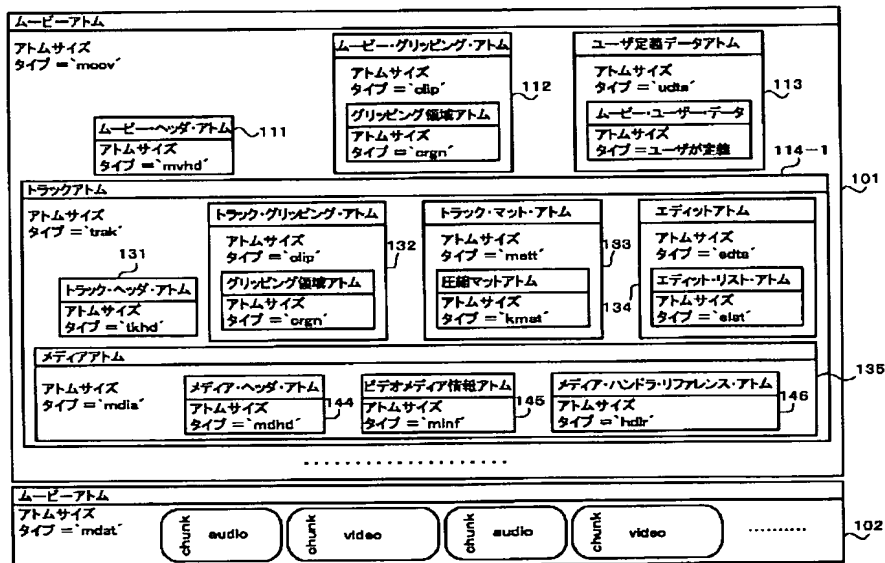 ムービーアトム
アトムサイズ
タイプ=`moov'
ムービー・グリッピング・アトム
アトムサイズ
タイプ=`clip'
グリッピング領域アトム
アトムサイズ
タイプ=`crgn'
112
ユーザ定義データアトム
アトムサイズ
タイプ=`udta'
ムービー・ユーザー・データ
アトムサイズ
タイプ=ユーザが定義
113
ムービー・ヘッダ・アトム
アトムサイズ
タイプ=`mvhd'
111
114-1
101
トラックアトム
アトムサイズ
タイプ=`trak'
131
トラック・ヘッダ・アトム
アトムサイズ
タイプ=`tkhd'
トラック・グリッピング・アトム
アトムサイズ
タイプ=`clip'
グリッピング領域アトム
アトムサイズ
タイプ=`crgn'
132
トラック・マット・アトム
アトムサイズ
タイプ=`matt'
圧縮マットアトム
アトムサイズ
タイプ=`kmat'
133
134
エディットアトム
アトムサイズ
タイプ=`edts'
エディット・リスト・アトム
アトムサイズ
タイプ=`elst'
メディアアトム
アトムサイズ
タイプ=`mdia'
135
メディア・ヘッダ・アトム
アトムサイズ
タイプ=`mdhd'
144
ビデオメディア情報アトム
アトムサイズ
タイプ=`minf'
145
メディア・ハンドラ・リファレンス・アトム
アトムサイズ
タイプ=`hdlr'
146
・・・・・・・・・・・・・・・・・・・・
ムービーアトム
アトムサイズ
タイプ=`mdat'
chunk audio
chunk video
chunk audio
chunk video
・・・・・・・・・
102